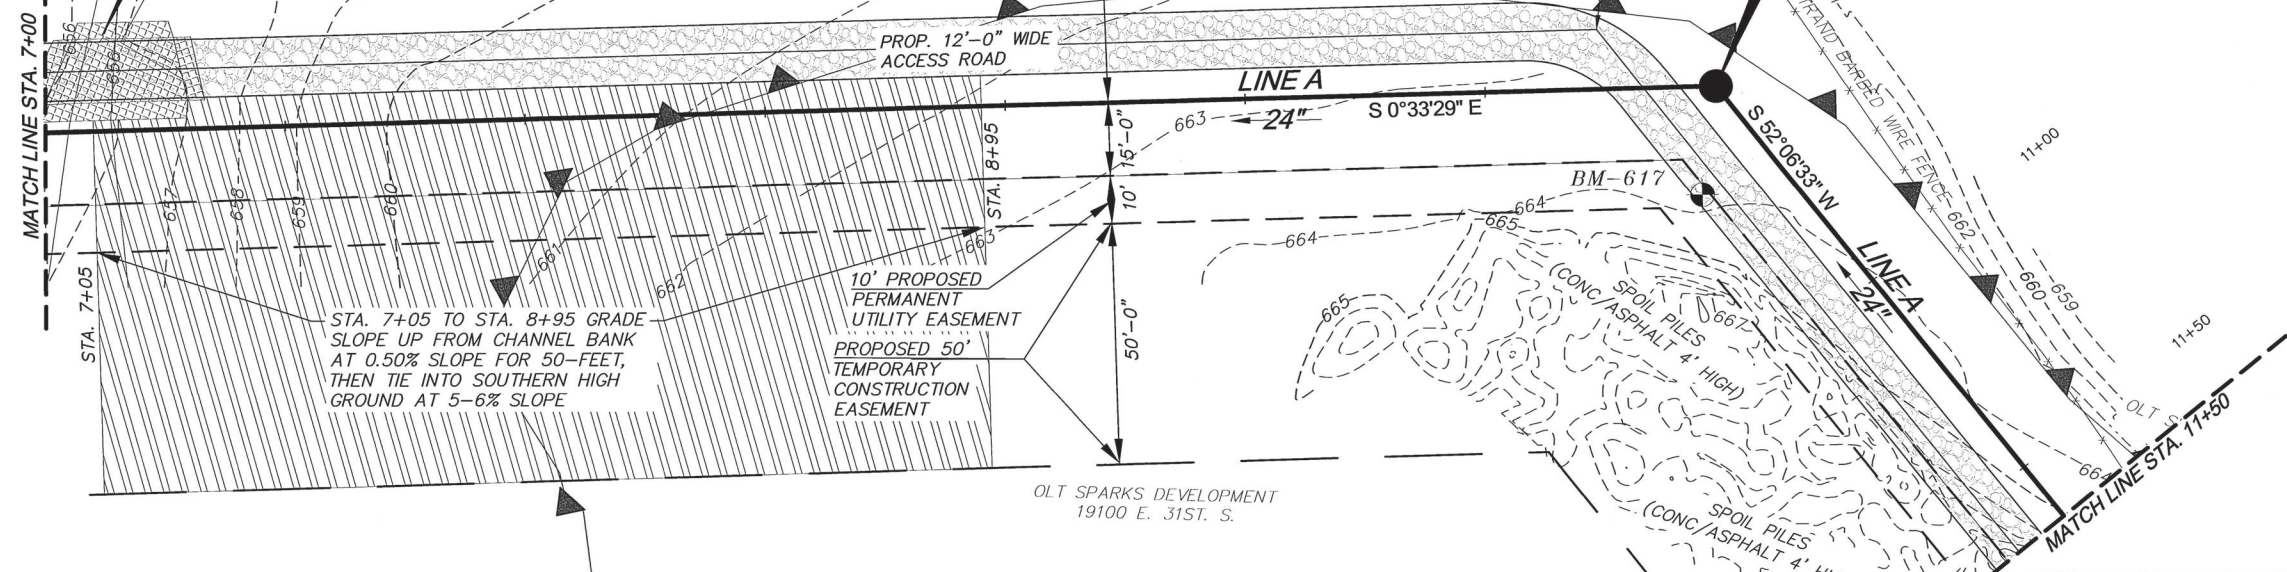 MATCH LINE STA. 7+00
656
656
657
658
659
660
661
662
STA. 7+05
STA. 7+05 TO STA. 8+95 GRADE
SLOPE UP FROM CHANNEL BANK
AT 0.50% SLOPE FOR 50-FEET,
THEN TIE INTO SOUTHERN HIGH
GROUND AT 5-6% SLOPE
PROP. 12'-0" WIDE
ACCESS ROAD
STA. 8+95
663
663
15'-0"
10'
50'-0"
10' PROPOSED
PERMANENT
UTILITY EASEMENT
PROPOSED 50'
TEMPORARY
CONSTRUCTION
EASEMENT
LINE A
24"
S 0°33'29" E
BM-617
664
664
665
665
667
SPOIL PILES
(CONC/ASPHALT 4' HIGH)
SPOIL PILES
(CONC/ASPHALT 4'
OLT SPARKS DEVELOPMENT
19100 E. 31ST. S.
S 52°06'33" W
LINE A
24"
TRAND BARBED WIRE FENCE
662
660
659
664
11+00
11+50
OLT S
MATCH LINE STA. 11+50